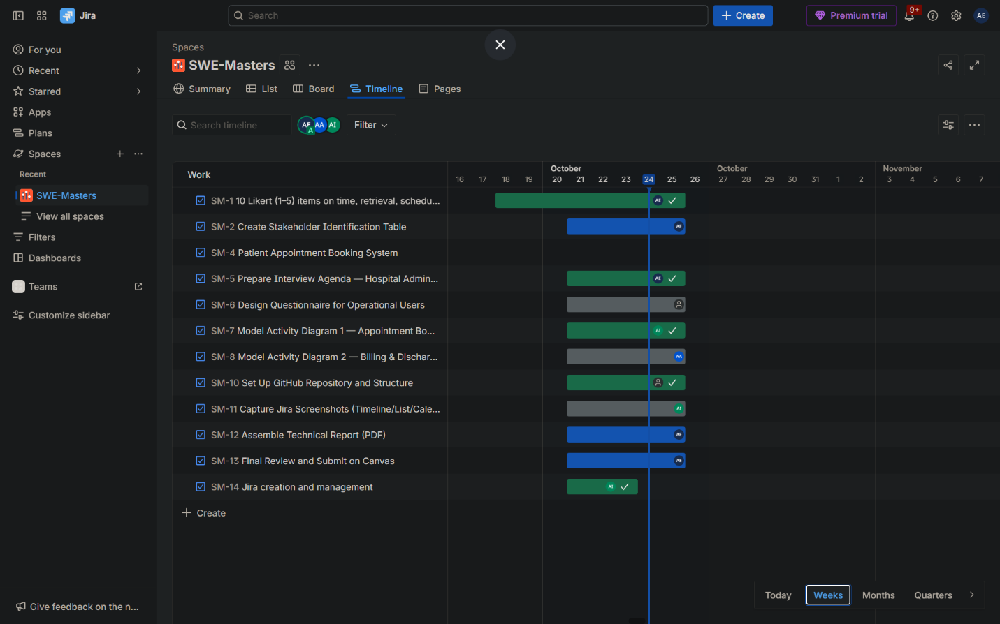 Jira
Search
Create
Premium trial
9+
AE
For you
Recent
Starred
Apps
Plans
Spaces
Recent
SWE-Masters
View all spaces
Filters
Dashboards
Teams
Customize sidebar
Give feedback on the n...
Spaces
SWE-Masters
Summary
List
Board
Timeline
Pages
Search timeline
A
AA
AI
Filter
Work
October
October
November
16 17 18 19 20 21 22 23 24 25 26 27 28 29 30 31 1 2 3 4 5 6 7
SM-1 10 Likert (1–5) items on time, retrieval, schedu... AE
SM-2 Create Stakeholder Identification Table AE
SM-4 Patient Appointment Booking System
SM-5 Prepare Interview Agenda — Hospital Admin... AE
SM-6 Design Questionnaire for Operational Users
SM-7 Model Activity Diagram 1 — Appointment Bo... AI
SM-8 Model Activity Diagram 2 — Billing & Dischar... AA
SM-10 Set Up GitHub Repository and Structure
SM-11 Capture Jira Screenshots (Timeline/List/Cale... AI
SM-12 Assemble Technical Report (PDF) AE
SM-13 Final Review and Submit on Canvas AE
SM-14 Jira creation and management AI
Create
Today
Weeks
Months
Quarters